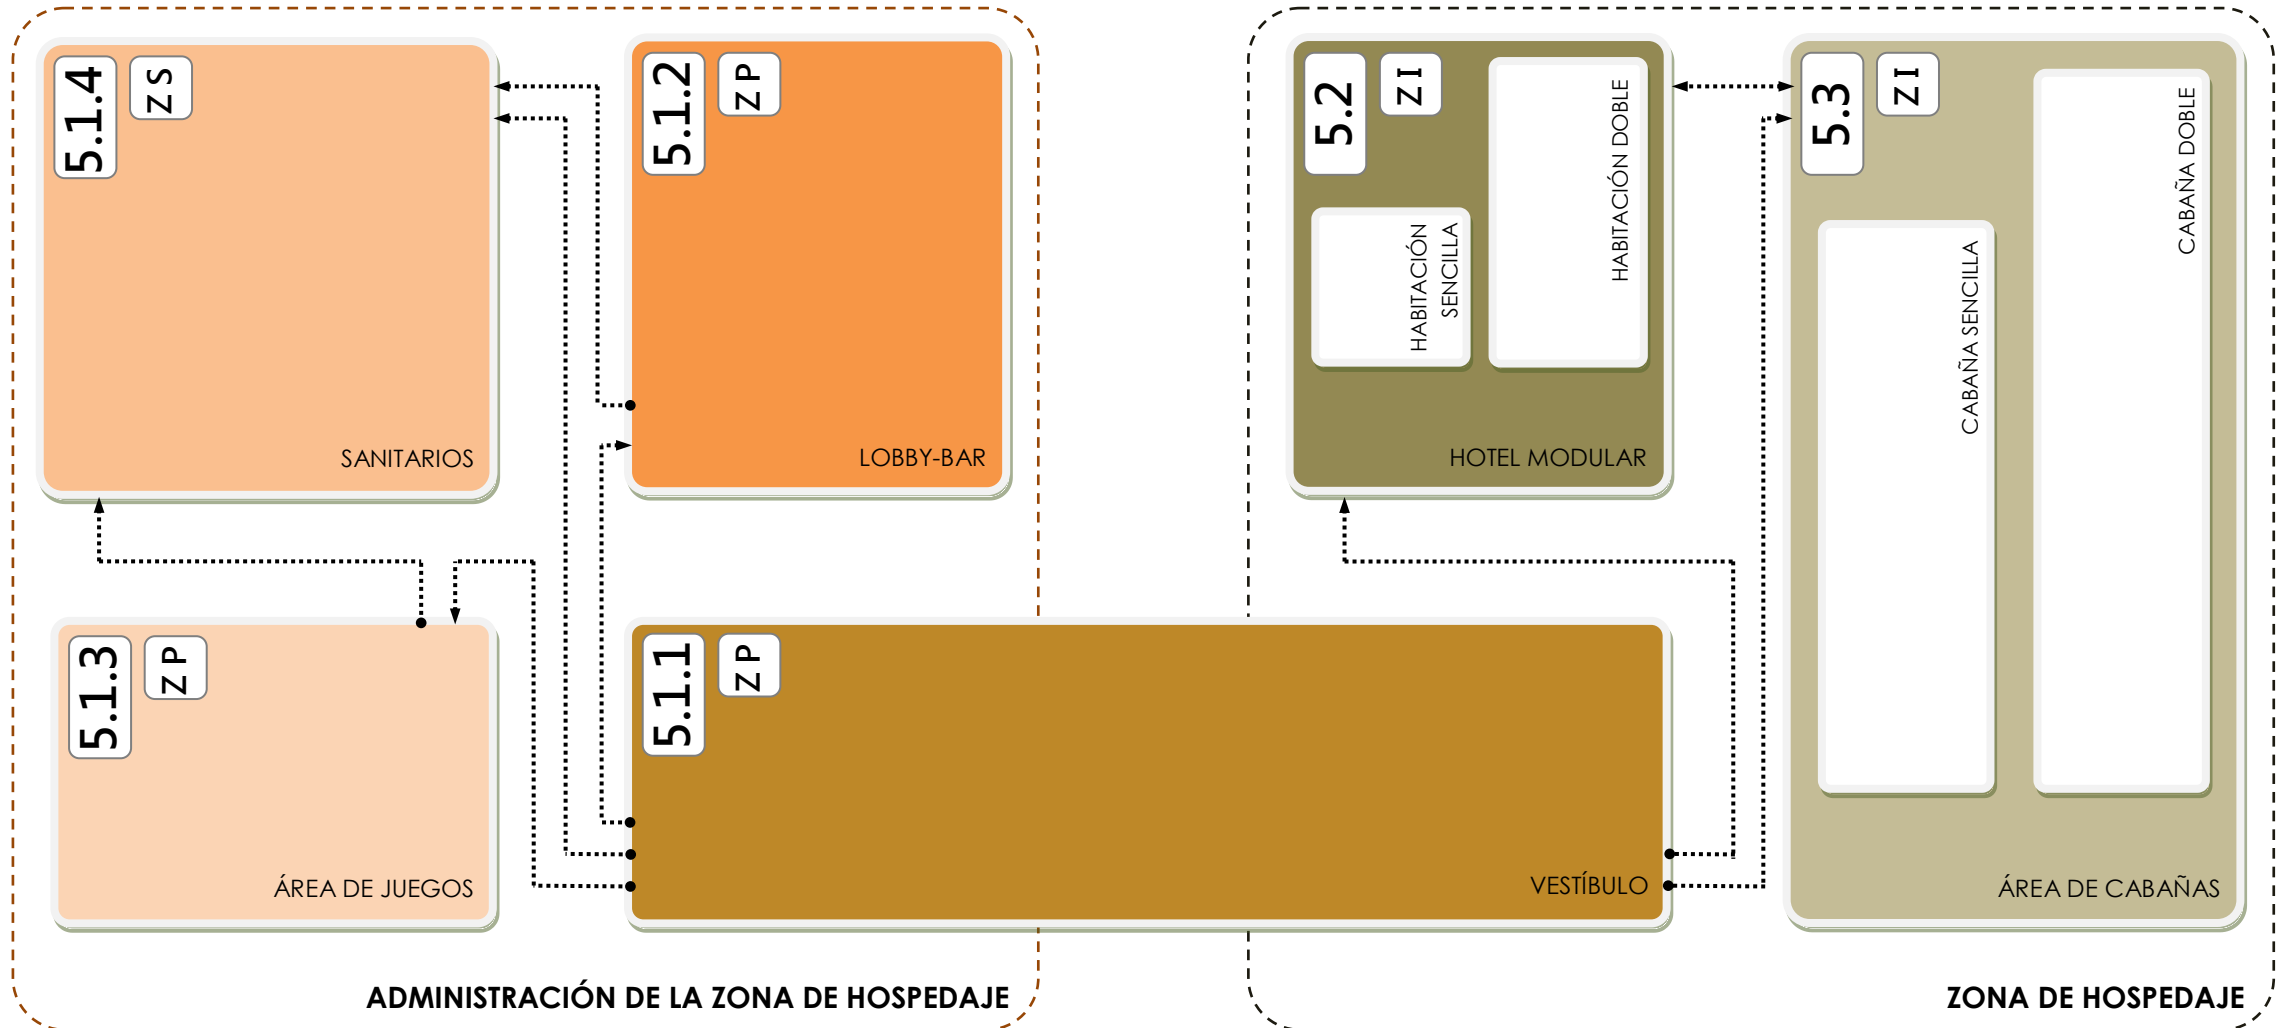 5.1.4
Z S
SANITARIOS
5.1.2
Z P
LOBBY-BAR
5.2
Z I
HABITACIÓN
SENCILLA
HABITACIÓN DOBLE
HOTEL MODULAR
5.3
Z I
CABAÑA SENCILLA
CABAÑA DOBLE
ÁREA DE CABAÑAS
5.1.3
Z P
ÁREA DE JUEGOS
5.1.1
Z P
VESTÍBULO
ADMINISTRACIÓN DE LA ZONA DE HOSPEDAJE
ZONA DE HOSPEDAJE